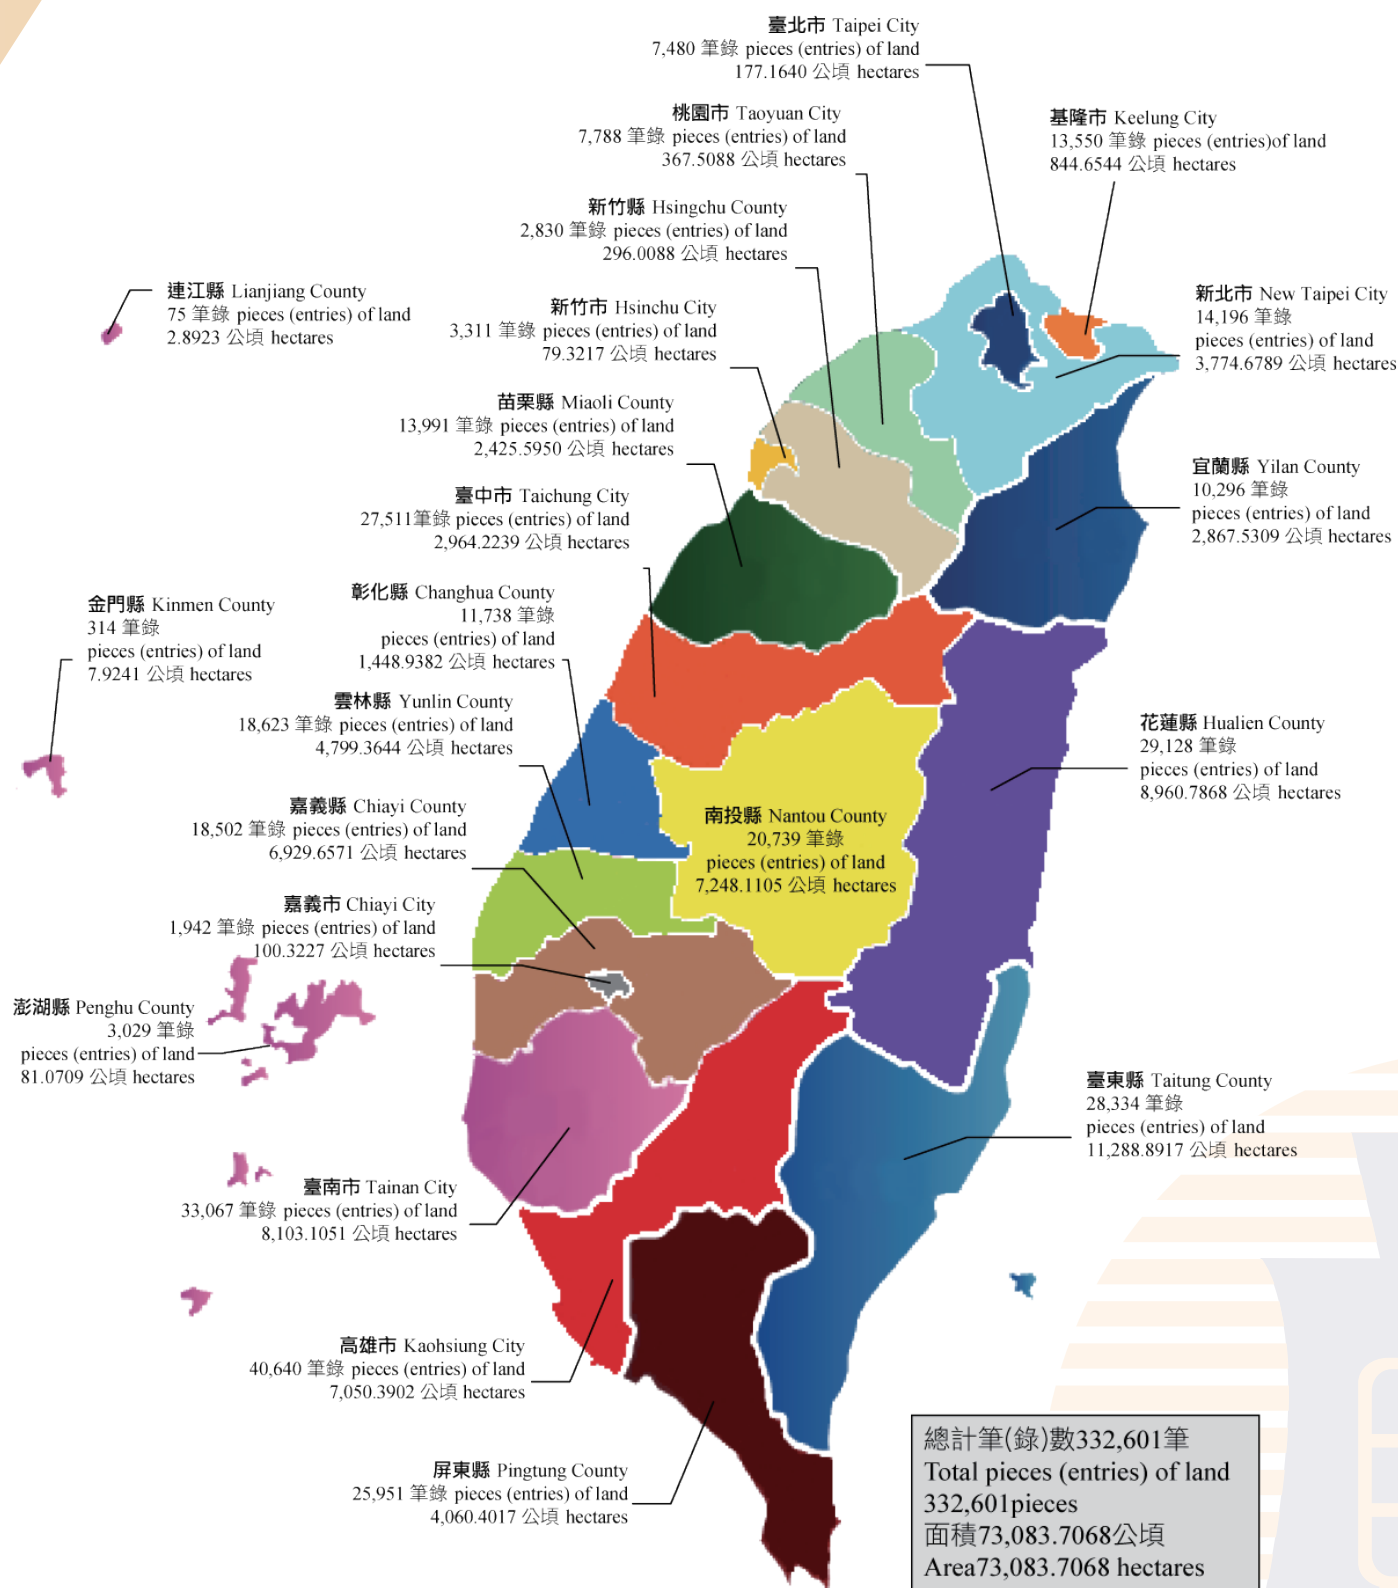 臺北市 Taipei City
7,480 筆錄 pieces (entries) of land
177.1640 公頃 hectares
桃園市 Taoyuan City
7,788 筆錄 pieces (entries) of land
367.5088 公頃 hectares
基隆市 Keelung City
13,550 筆錄 pieces (entries)of land
844.6544 公頃 hectares
新竹縣 Hsingchu County
2,830 筆錄 pieces (entries) of land
296.0088 公頃 hectares
連江縣 Lianjiang County
75 筆錄 pieces (entries) of land
2.8923 公頃 hectares
新竹市 Hsinchu City
3,311 筆錄 pieces (entries) of land
79.3217 公頃 hectares
新北市 New Taipei City
14,196 筆錄
pieces (entries) of land
3,774.6789 公頃 hectares
苗栗縣 Miaoli County
13,991 筆錄 pieces (entries) of land
2,425.5950 公頃 hectares
宜蘭縣 Yilan County
10,296 筆錄
pieces (entries) of land
2,867.5309 公頃 hectares
臺中市 Taichung City
27,511筆錄 pieces (entries) of land
2,964.2239 公頃 hectares
彰化縣 Changhua County
11,738 筆錄
pieces (entries) of land
1,448.9382 公頃 hectares
金門縣 Kinmen County
314 筆錄
pieces (entries) of land
7.9241 公頃 hectares
雲林縣 Yunlin County
18,623 筆錄 pieces (entries) of land
4,799.3644 公頃 hectares
花蓮縣 Hualien County
29,128 筆錄
pieces (entries) of land
8,960.7868 公頃 hectares
嘉義縣 Chiayi County
18,502 筆錄 pieces (entries) of land
6,929.6571 公頃 hectares
南投縣 Nantou County
20,739 筆錄
pieces (entries) of land
7,248.1105 公頃 hectares
嘉義市 Chiayi City
1,942 筆錄 pieces (entries) of land
100.3227 公頃 hectares
澎湖縣 Penghu County
3,029 筆錄
pieces (entries) of land
81.0709 公頃 hectares
臺東縣 Taitung County
28,334 筆錄
pieces (entries) of land
11,288.8917 公頃 hectares
臺南市 Tainan City
33,067 筆錄 pieces (entries) of land
8,103.1051 公頃 hectares
高雄市 Kaohsiung City
40,640 筆錄 pieces (entries) of land
7,050.3902 公頃 hectares
屏東縣 Pingtung County
25,951 筆錄 pieces (entries) of land
4,060.4017 公頃 hectares
總計筆(錄)數332,601筆
Total pieces (entries) of land
332,601pieces
面積73,083.7068公頃
Area73,083.7068 hectares